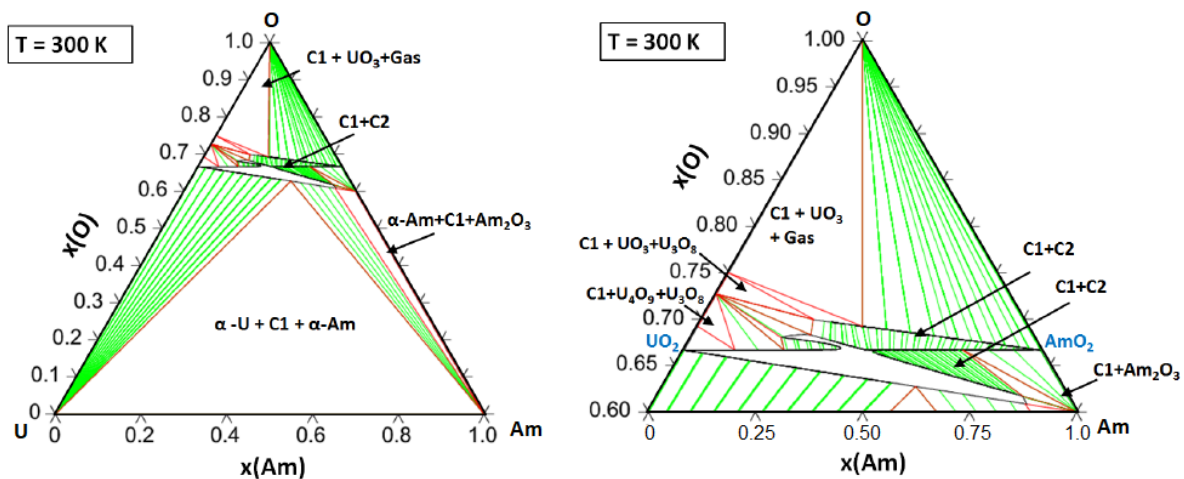 T = 300 K
O
1.0
0.9
0.8
0.7
0.6
0.5
0.4
0.3
0.2
0.1
0
x(O)
C1 + UO₃+Gas
C1+C2
α-Am+C1+Am₂O₃
α -U + C1 + α-Am
U
0
0.2
0.4
0.6
0.8
1.0
Am
x(Am)
T = 300 K
O
1.00
0.95
0.90
0.85
0.80
0.75
0.70
0.65
0.60
x(O)
C1 + UO₃
+ Gas
C1 + UO₃+U₃O₈
C1+U₄O₉+U₃O₈
C1+C2
C1+C2
UO₂
AmO₂
C1+Am₂O₃
0
0.25
0.50
0.75
1.0
Am
x(Am)